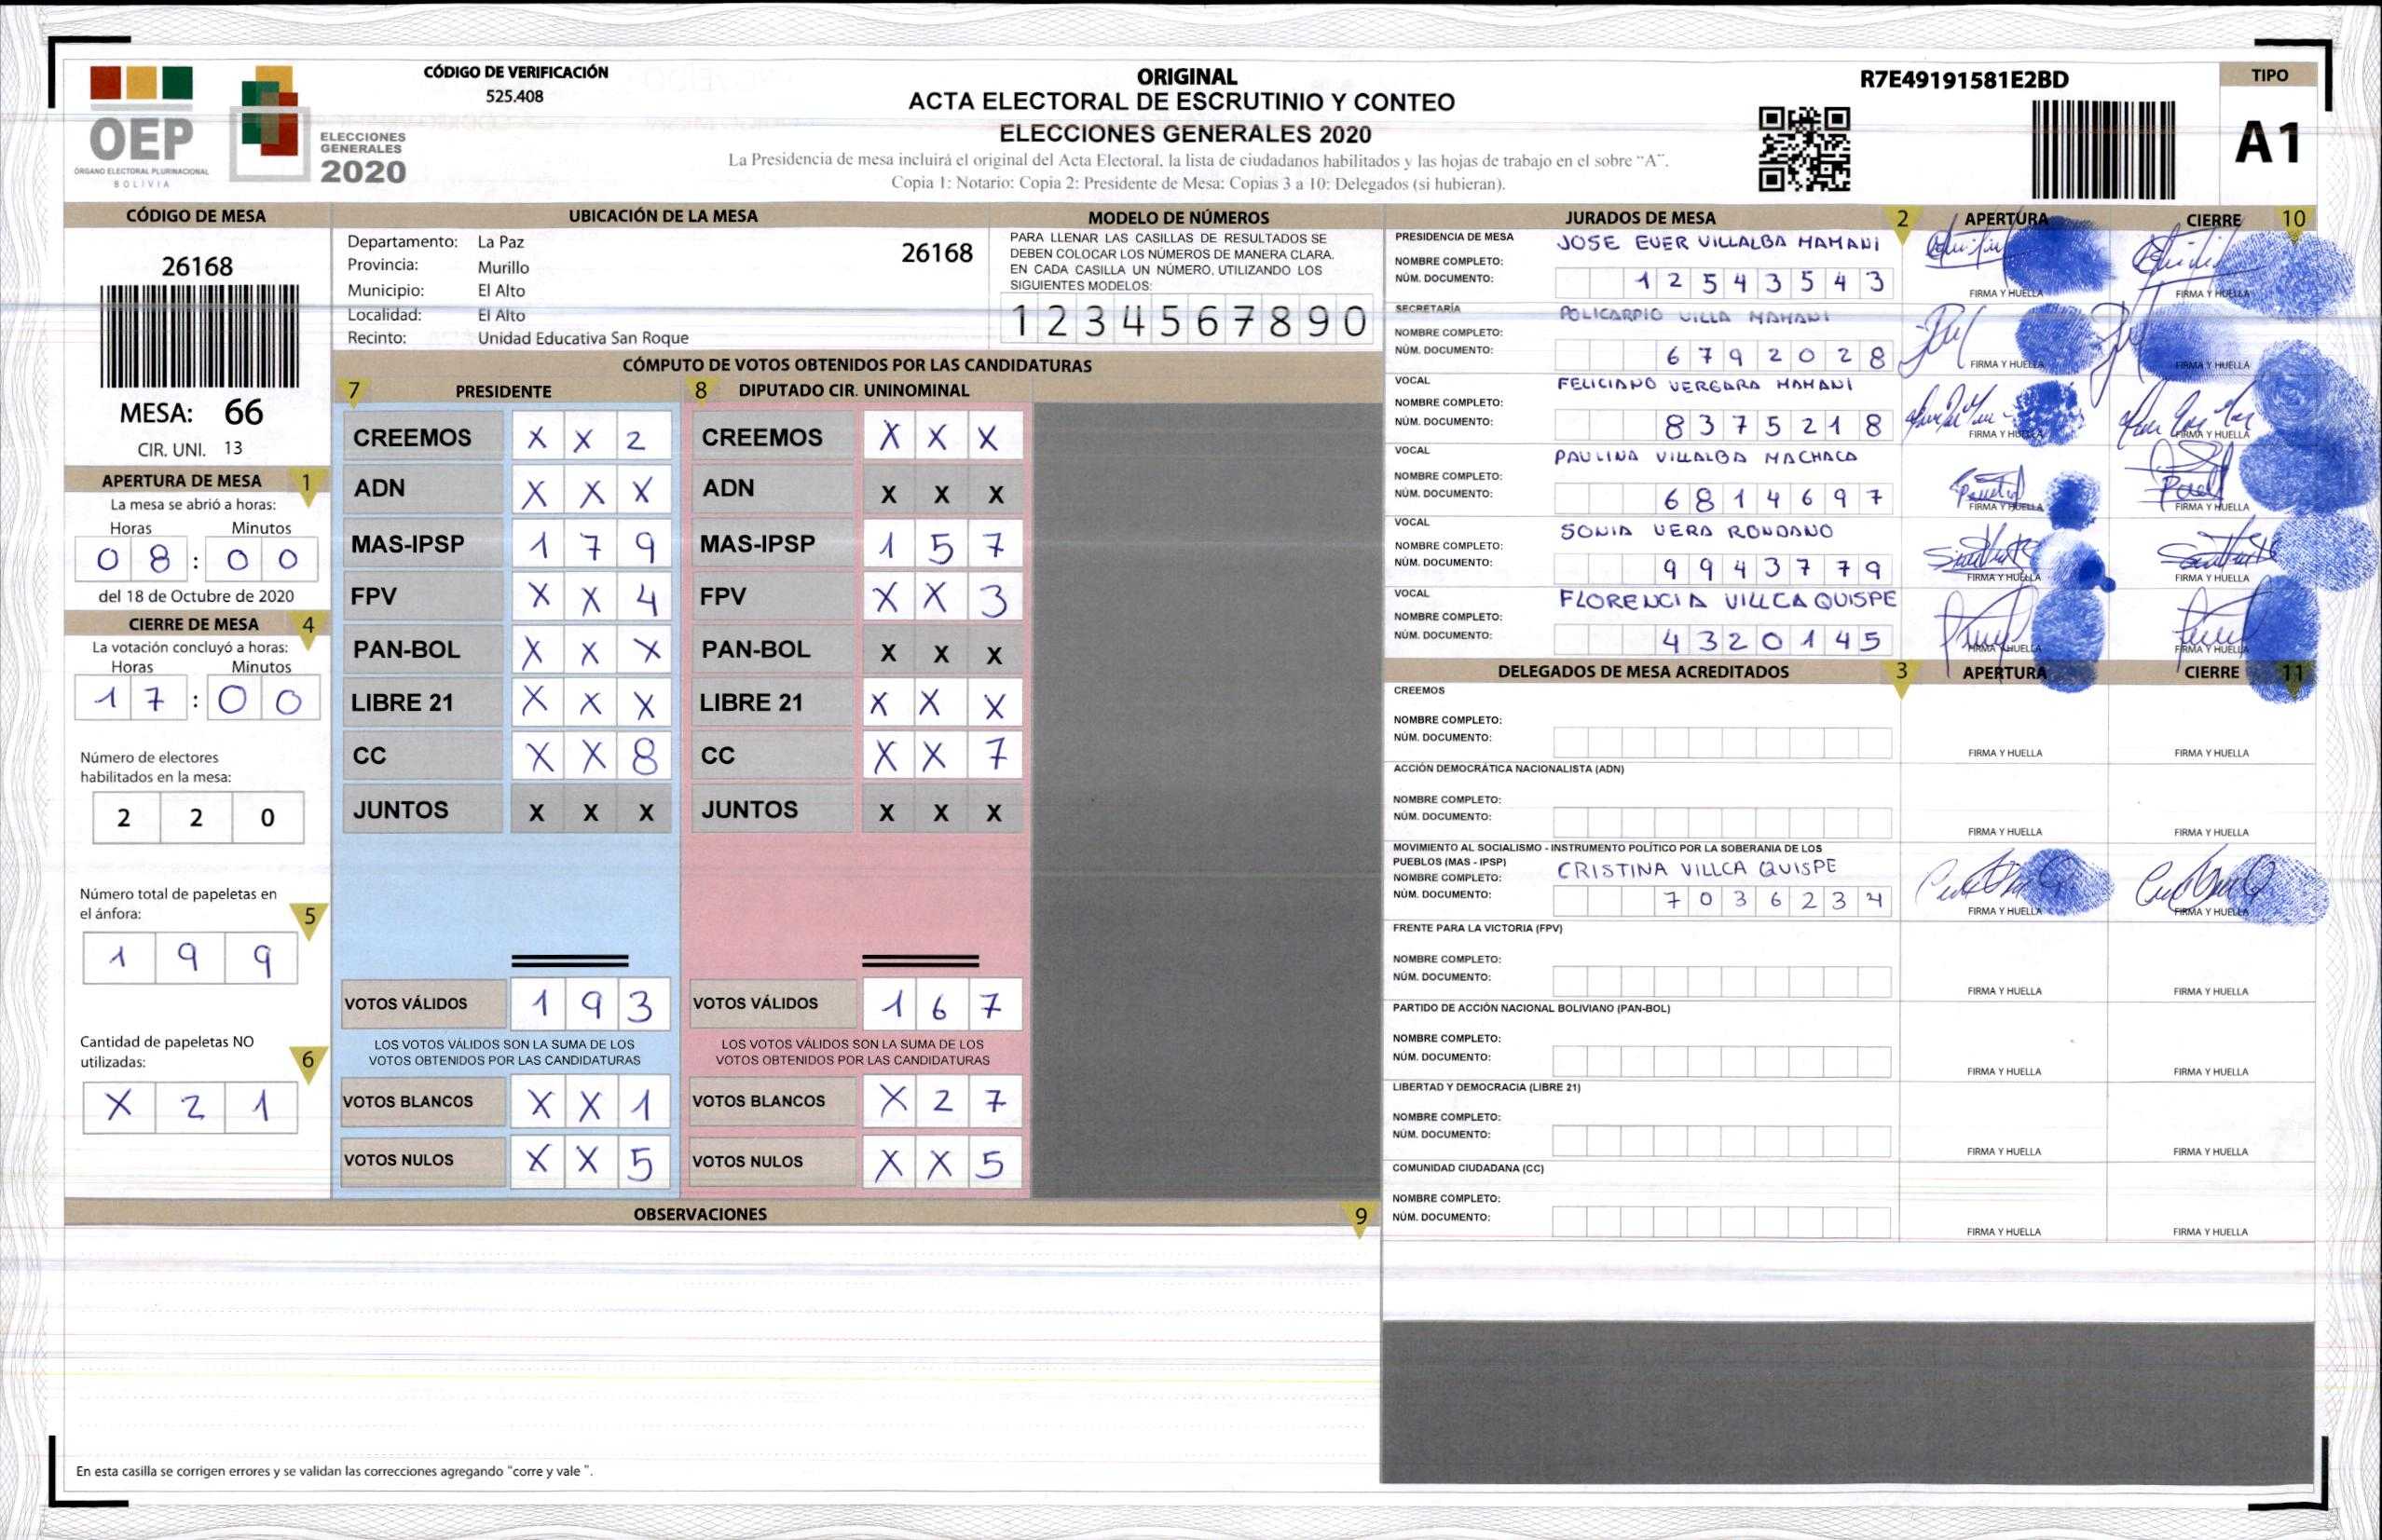 CÓDIGO DE VERIFICACIÓN
525.408
OEP
ÓRGANO ELECTORAL PLURINACIONAL
BOLIVIA
ELECCIONES
GENERALES
2020
ORIGINAL
ACTA ELECTORAL DE ESCRUTINIO Y CONTEO
ELECCIONES GENERALES 2020
La Presidencia de mesa incluirá el original del Acta Electoral, la lista de ciudadanos habilitados y las hojas de trabajo en el sobre “A”.
Copia 1: Notario: Copia 2: Presidente de Mesa: Copias 3 a 10: Delegados (si hubieran).
R7E49191581E2BD
TIPO
A1
CÓDIGO DE MESA
26168
MESA: 66
CIR. UNI. 13
APERTURA DE MESA 1
La mesa se abrió a horas:
Horas Minutos
0 8 : 0 0
del 18 de Octubre de 2020
CIERRE DE MESA 4
La votación concluyó a horas:
Horas Minutos
1 7 : 0 0
Número de electores
habilitados en la mesa:
2 2 0
Número total de papeletas en
el ánfora: 5
1 9 9
Cantidad de papeletas NO
utilizadas: 6
X 2 1
UBICACIÓN DE LA MESA
Departamento: La Paz
26168
Provincia: Murillo
Municipio: El Alto
Localidad: El Alto
Recinto: Unidad Educativa San Roque
MODELO DE NÚMEROS
PARA LLENAR LAS CASILLAS DE RESULTADOS SE
DEBEN COLOCAR LOS NÚMEROS DE MANERA CLARA.
EN CADA CASILLA UN NÚMERO, UTILIZANDO LOS
SIGUIENTES MODELOS:
1 2 3 4 5 6 7 8 9 0
CÓMPUTO DE VOTOS OBTENIDOS POR LAS CANDIDATURAS
7 PRESIDENTE 8 DIPUTADO CIR. UNINOMINAL
CREEMOS X X 2 CREEMOS X X X
ADN X X X ADN X X X
MAS-IPSP 1 7 9 MAS-IPSP 1 5 7
FPV X X 4 FPV X X 3
PAN-BOL X X X PAN-BOL X X X
LIBRE 21 X X X LIBRE 21 X X X
CC X X 8 CC X X 7
JUNTOS X X X JUNTOS X X X
VOTOS VÁLIDOS 1 9 3 VOTOS VÁLIDOS 1 6 7
LOS VOTOS VÁLIDOS SON LA SUMA DE LOS LOS VOTOS VÁLIDOS SON LA SUMA DE LOS
VOTOS OBTENIDOS POR LAS CANDIDATURAS VOTOS OBTENIDOS POR LAS CANDIDATURAS
VOTOS BLANCOS X X 1 VOTOS BLANCOS X 2 7
VOTOS NULOS X X 5 VOTOS NULOS X X 5
OBSERVACIONES 9
En esta casilla se corrigen errores y se validan las correcciones agregando “corre y vale ”.
JURADOS DE MESA 2 APERTURA CIERRE 10
PRESIDENCIA DE MESA JOSE EVER VILLALBA MAMANI
NOMBRE COMPLETO:
NÚM. DOCUMENTO: 1 2 5 4 3 5 4 3
FIRMA Y HUELLA FIRMA Y HUELLA
SECRETARÍA POLICARPIO VILLA MAMANI
NOMBRE COMPLETO:
NÚM. DOCUMENTO: 6 7 9 2 0 2 8
FIRMA Y HUELLA FIRMA Y HUELLA
VOCAL FELICIANO VERGARA MAMANI
NOMBRE COMPLETO:
NÚM. DOCUMENTO: 8 3 7 5 2 1 8
FIRMA Y HUELLA FIRMA Y HUELLA
VOCAL PAULINA VILLALBA MACHACA
NOMBRE COMPLETO:
NÚM. DOCUMENTO: 6 8 1 4 6 9 7
FIRMA Y HUELLA FIRMA Y HUELLA
VOCAL SONIA VERA RONDANO
NOMBRE COMPLETO:
NÚM. DOCUMENTO: 9 9 4 3 7 7 9
FIRMA Y HUELLA FIRMA Y HUELLA
VOCAL FLORENCIA VILLCA QUISPE
NOMBRE COMPLETO:
NÚM. DOCUMENTO: 4 3 2 0 1 4 5
FIRMA Y HUELLA FIRMA Y HUELLA
DELEGADOS DE MESA ACREDITADOS 3 APERTURA CIERRE 11
CREEMOS
NOMBRE COMPLETO:
NÚM. DOCUMENTO:
FIRMA Y HUELLA FIRMA Y HUELLA
ACCIÓN DEMOCRÁTICA NACIONALISTA (ADN)
NOMBRE COMPLETO:
NÚM. DOCUMENTO:
FIRMA Y HUELLA FIRMA Y HUELLA
MOVIMIENTO AL SOCIALISMO - INSTRUMENTO POLÍTICO POR LA SOBERANIA DE LOS
PUEBLOS (MAS - IPSP) CRISTINA VILLCA QUISPE
NOMBRE COMPLETO:
NÚM. DOCUMENTO: 7 0 3 6 2 3 4
FIRMA Y HUELLA FIRMA Y HUELLA
FRENTE PARA LA VICTORIA (FPV)
NOMBRE COMPLETO:
NÚM. DOCUMENTO:
FIRMA Y HUELLA FIRMA Y HUELLA
PARTIDO DE ACCIÓN NACIONAL BOLIVIANO (PAN-BOL)
NOMBRE COMPLETO:
NÚM. DOCUMENTO:
FIRMA Y HUELLA FIRMA Y HUELLA
LIBERTAD Y DEMOCRACIA (LIBRE 21)
NOMBRE COMPLETO:
NÚM. DOCUMENTO:
FIRMA Y HUELLA FIRMA Y HUELLA
COMUNIDAD CIUDADANA (CC)
NOMBRE COMPLETO:
NÚM. DOCUMENTO:
FIRMA Y HUELLA FIRMA Y HUELLA